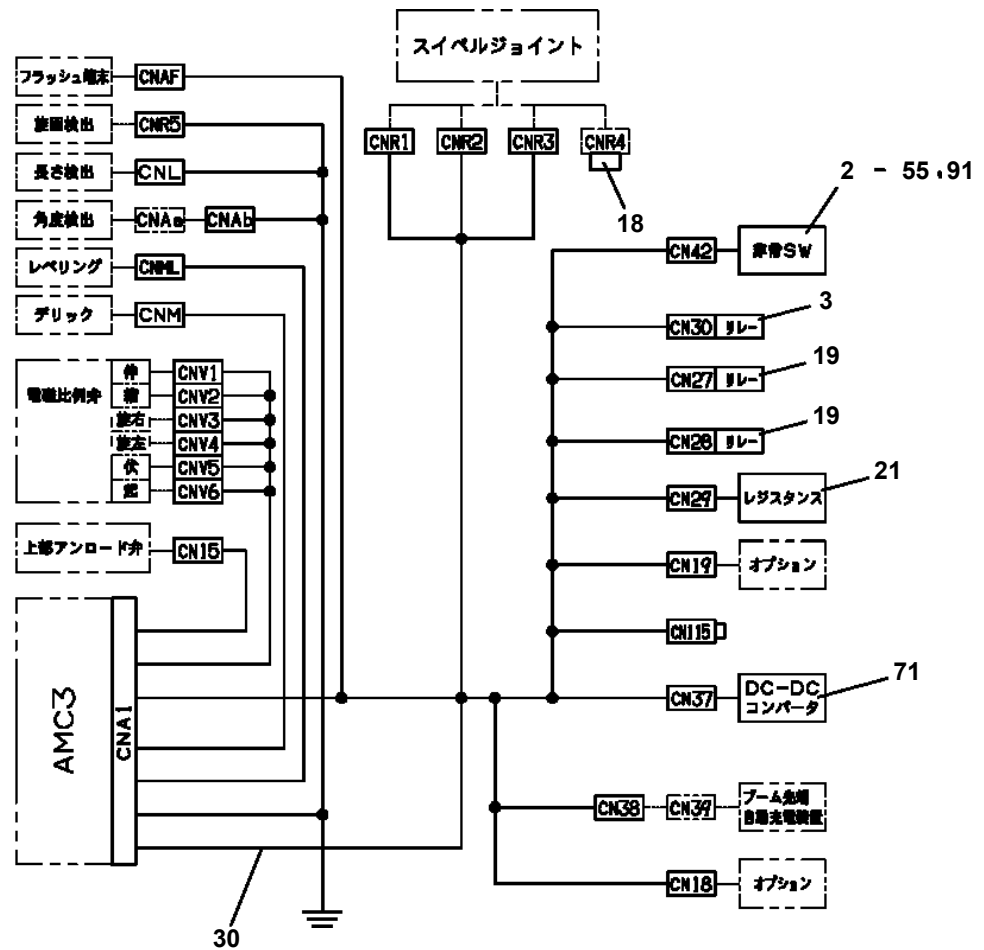 スイベルジョイント
フラッシュ端末 CNAF
旋回検出 CNR5
長さ検出 CNL
角度検出 CNAa CNAb
レベリング CNML
デリック CNM
CNR1 CNR2 CNR3 CNR4
18
2 - 55.91
CN42 非常SW
3
CN30 リレー
19
CN27 リレー
19
CN28 リレー
21
CN29 レジスタンス
CN19 オプション
CN115
71
CN37 DC-DC
コンバータ
CN38 CN39 ブーム先端
自動充電装置
CN18 オプション
電磁比例弁
伸 CNV1
縮 CNV2
旋右 CNV3
旋左 CNV4
伏 CNV5
起 CNV6
上部アンロード弁 CN15
AMC3
CNA1
30